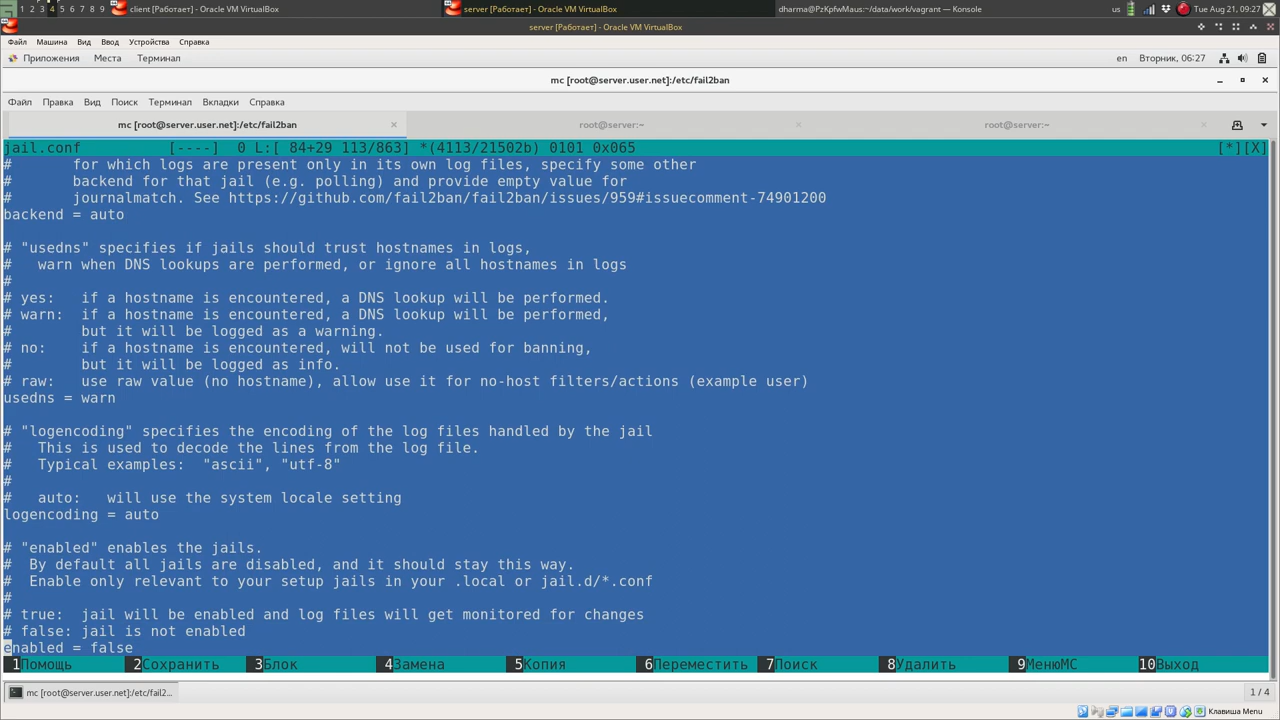 1 2 3 4 5 6 7 8 9
client [Работает] - Oracle VM VirtualBox
server [Работает] - Oracle VM VirtualBox
dharma@PzKpfwMaus:~/data/work/vagrant — Konsole
us
Tue Aug 21, 09:27
server [Работает] - Oracle VM VirtualBox
Файл Машина Вид Ввод Устройства Справка
Приложения Места Терминал
en Вторник, 06:27
mc [root@server.user.net]:/etc/fail2ban
Файл Правка Вид Поиск Терминал Вкладки Справка
mc [root@server.user.net]:/etc/fail2ban
root@server:~
root@server:~
jail.conf [----] 0 L:[ 84+29 113/863] *(4113/21502b) 0101 0x065 [*][X]
# for which logs are present only in its own log files, specify some other
# backend for that jail (e.g. polling) and provide empty value for
# journalmatch. See https://github.com/fail2ban/fail2ban/issues/959#issuecomment-74901200
backend = auto
# "usedns" specifies if jails should trust hostnames in logs,
# warn when DNS lookups are performed, or ignore all hostnames in logs
#
# yes: if a hostname is encountered, a DNS lookup will be performed.
# warn: if a hostname is encountered, a DNS lookup will be performed,
# but it will be logged as a warning.
# no: if a hostname is encountered, will not be used for banning,
# but it will be logged as info.
# raw: use raw value (no hostname), allow use it for no-host filters/actions (example user)
usedns = warn
# "logencoding" specifies the encoding of the log files handled by the jail
# This is used to decode the lines from the log file.
# Typical examples: "ascii", "utf-8"
#
# auto: will use the system locale setting
logencoding = auto
# "enabled" enables the jails.
# By default all jails are disabled, and it should stay this way.
# Enable only relevant to your setup jails in your .local or jail.d/*.conf
#
# true: jail will be enabled and log files will get monitored for changes
# false: jail is not enabled
enabled = false
1Помощь 2Сохранить 3Блок 4Замена 5Копия 6Переместить 7Поиск 8Удалить 9МенюMC 10Выход
mc [root@server.user.net]:/etc/fail2...
1 / 4
Клавиша Menu